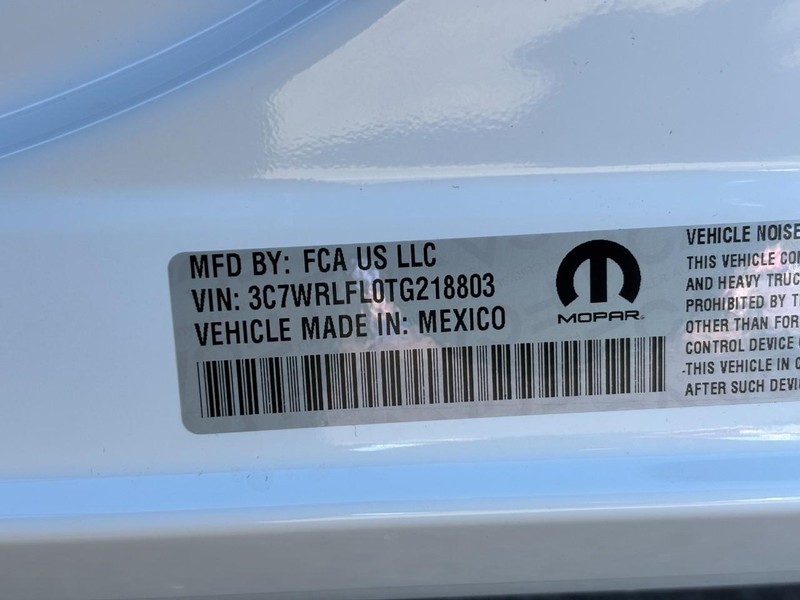 MFD BY: FCA US LLC
VIN: 3C7WRLFL0TG218803
VEHICLE MADE IN: MEXICO
MOPAR
VEHICLE NOISE
THIS VEHICLE CON
AND HEAVY TRUC
PROHIBITED BY T
OTHER THAN FOR
CONTROL DEVICE
-THIS VEHICLE IN C
AFTER SUCH DEVI